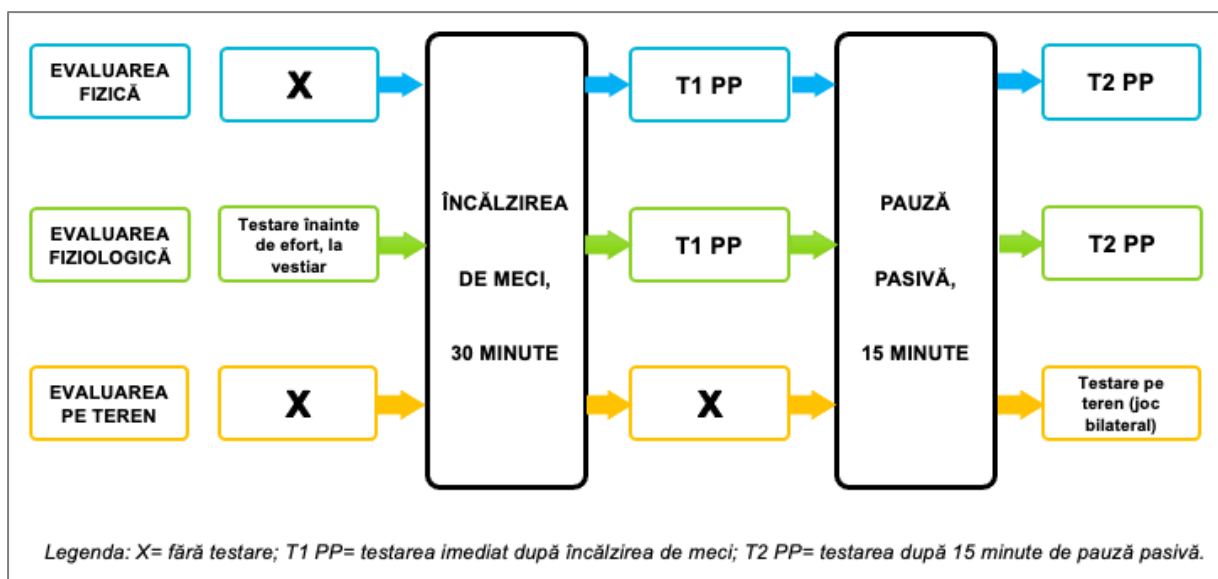 EVALUAREA
FIZICĂ
X
T1 PP
T2 PP
EVALUAREA
FIZIOLOGICĂ
Testare înainte
de efort, la
vestiar
ÎNCĂLZIREA
DE MECI,
30 MINUTE
T1 PP
PAUZĂ
PASIVĂ,
15 MINUTE
T2 PP
EVALUAREA
PE TEREN
X
X
Testare pe
teren (joc
bilateral)
Legenda: X= fără testare; T1 PP= testarea imediat după încălzirea de meci; T2 PP= testarea după 15 minute de pauză pasivă.